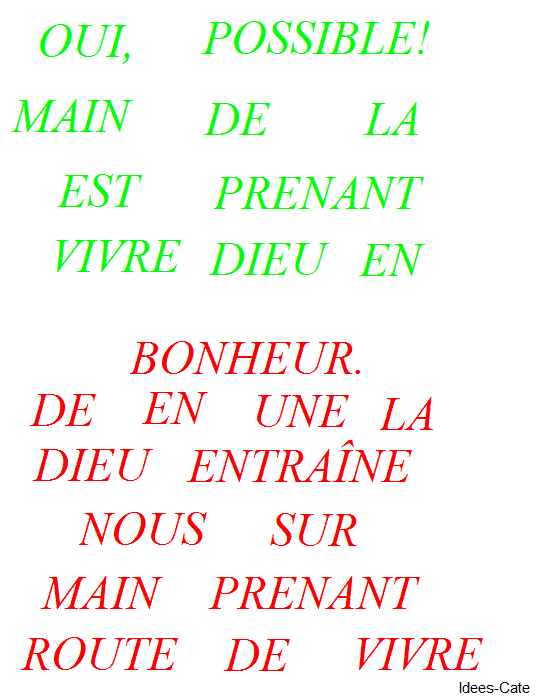 OUI, POSSIBLE!
MAIN DE LA
EST PRENANT
VIVRE DIEU EN
BONHEUR.
DE EN UNE LA
DIEU ENTRAÎNE
NOUS SUR
MAIN PRENANT
ROUTE DE VIVRE
Idees-Cate